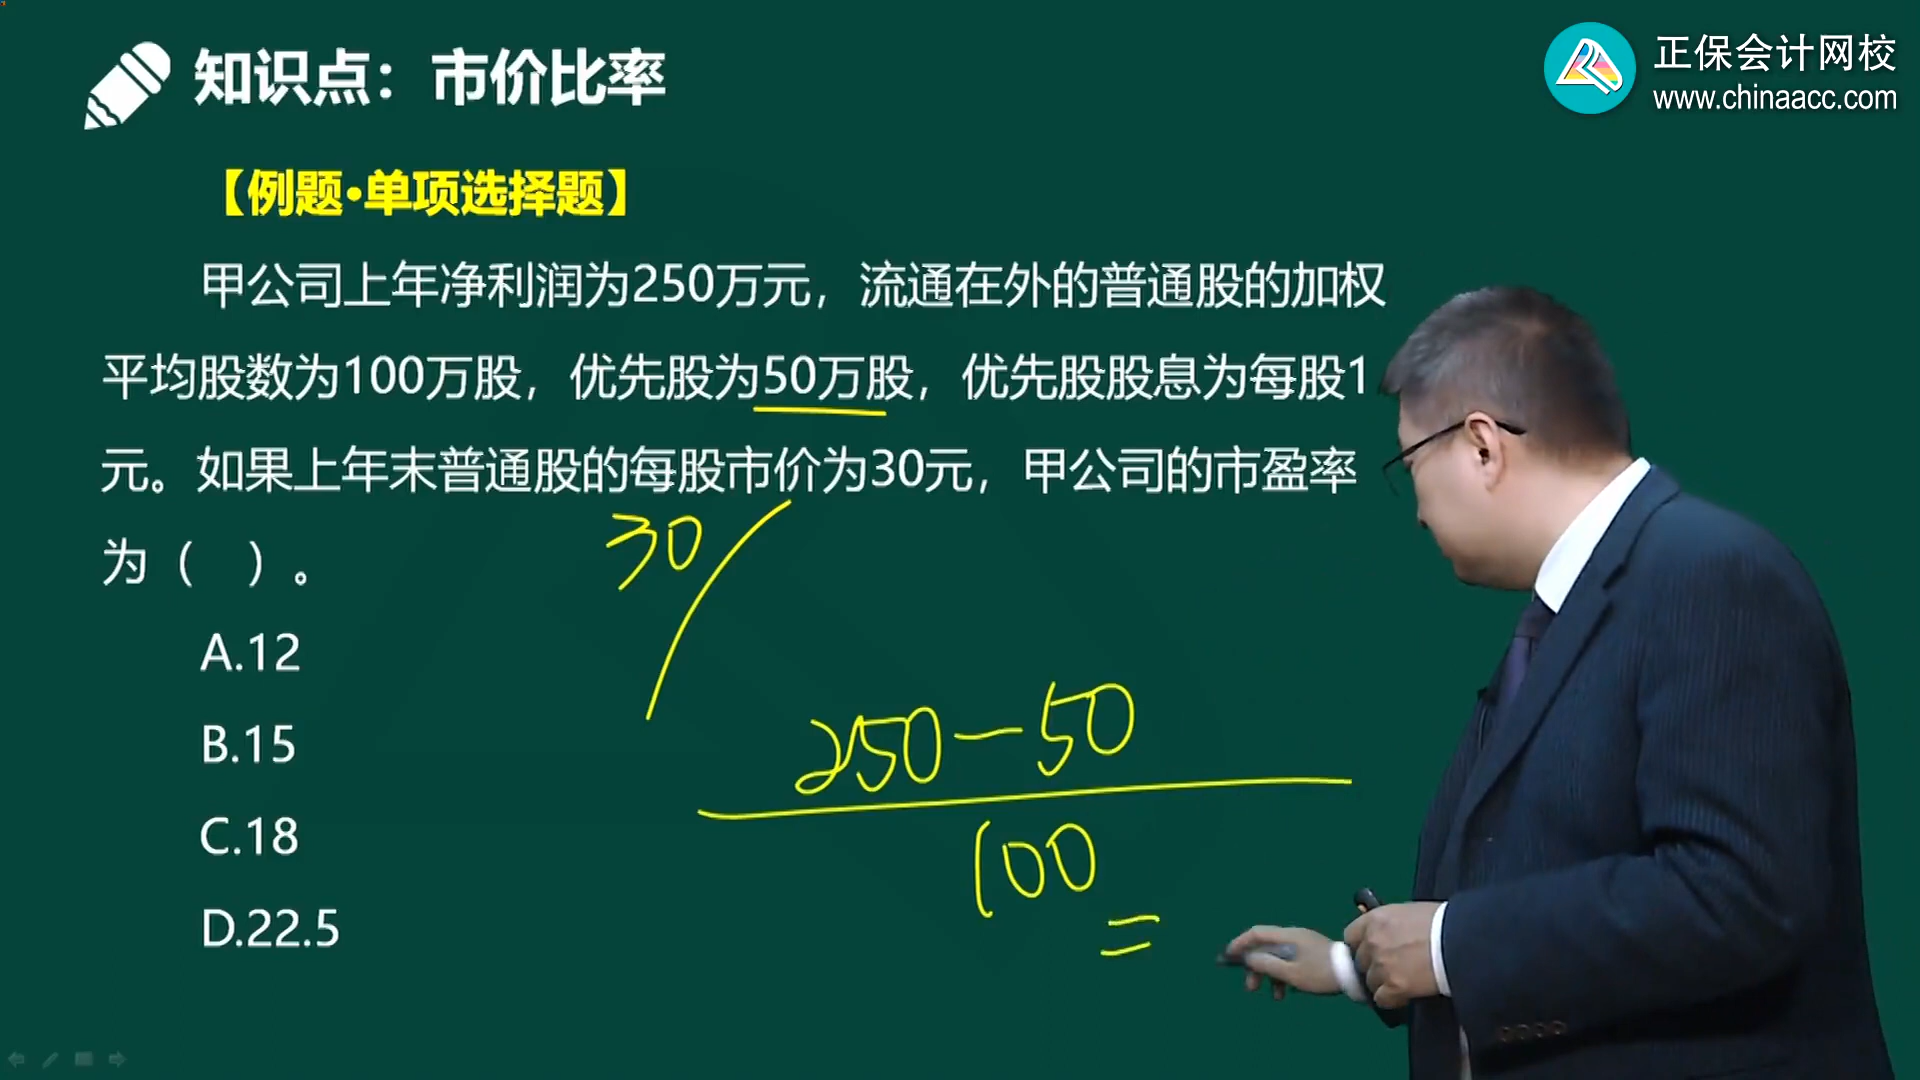 知识点：市价比率
正保会计网校
www.chinaacc.com
【例题·单项选择题】
甲公司上年净利润为250万元，流通在外的普通股的加权
平均股数为100万股，优先股为50万股，优先股股息为每股1
元。如果上年末普通股的每股市价为30元，甲公司的市盈率
为（ ）。
30/
A.12
B.15
C.18
D.22.5
250-50
100
=